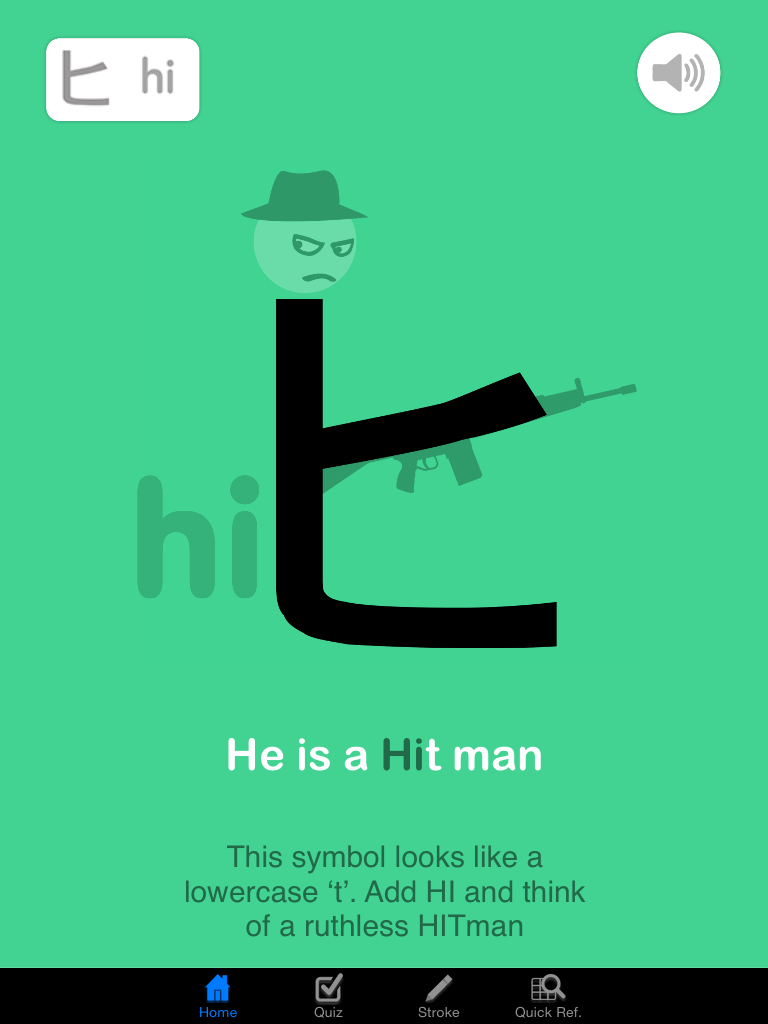 ヒ hi
hi
ヒ
He is a Hit man
This symbol looks like a
lowercase ‘t’. Add HI and think
of a ruthless HITman
Home Quiz Stroke Quick Ref.